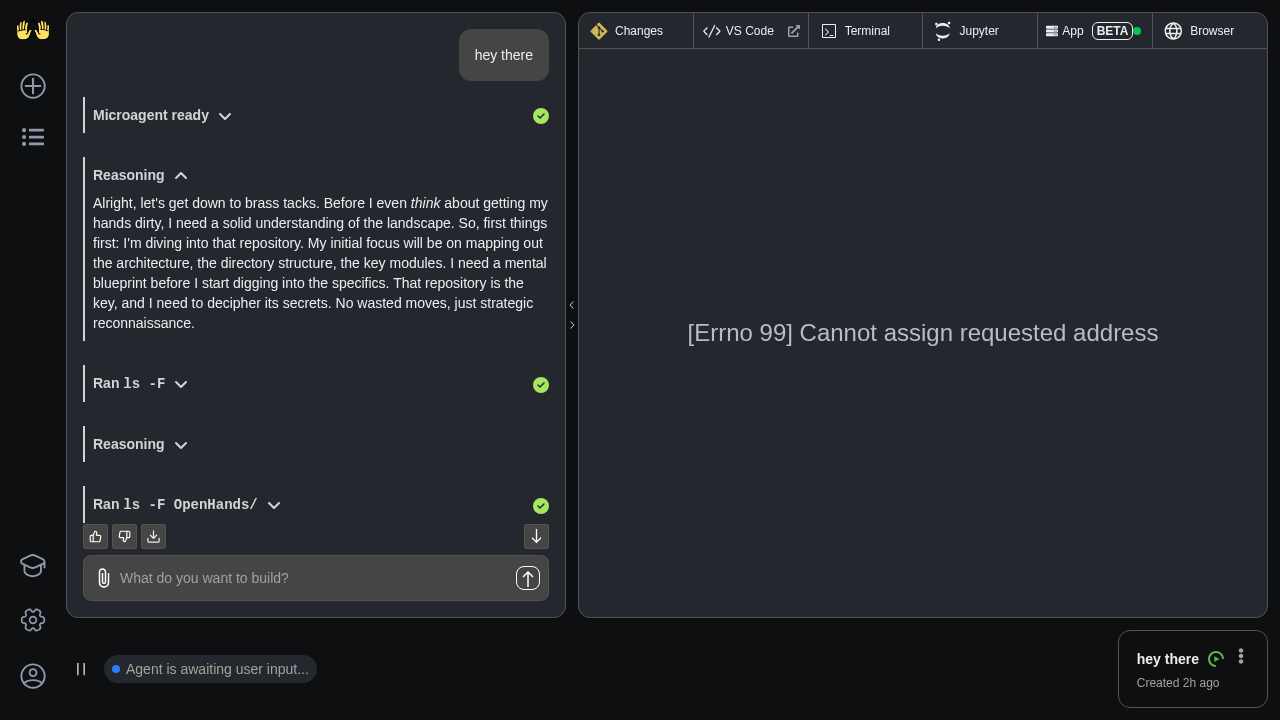 hey there
Microagent ready
Reasoning
Alright, let's get down to brass tacks. Before I even think about getting my
hands dirty, I need a solid understanding of the landscape. So, first things
first: I'm diving into that repository. My initial focus will be on mapping out
the architecture, the directory structure, the key modules. I need a mental
blueprint before I start digging into the specifics. That repository is the
key, and I need to decipher its secrets. No wasted moves, just strategic
reconnaissance.
Ran ls -F
Reasoning
Ran ls -F OpenHands/
What do you want to build?
Agent is awaiting user input...
Changes
VS Code
Terminal
Jupyter
App BETA
Browser
[Errno 99] Cannot assign requested address
hey there
Created 2h ago